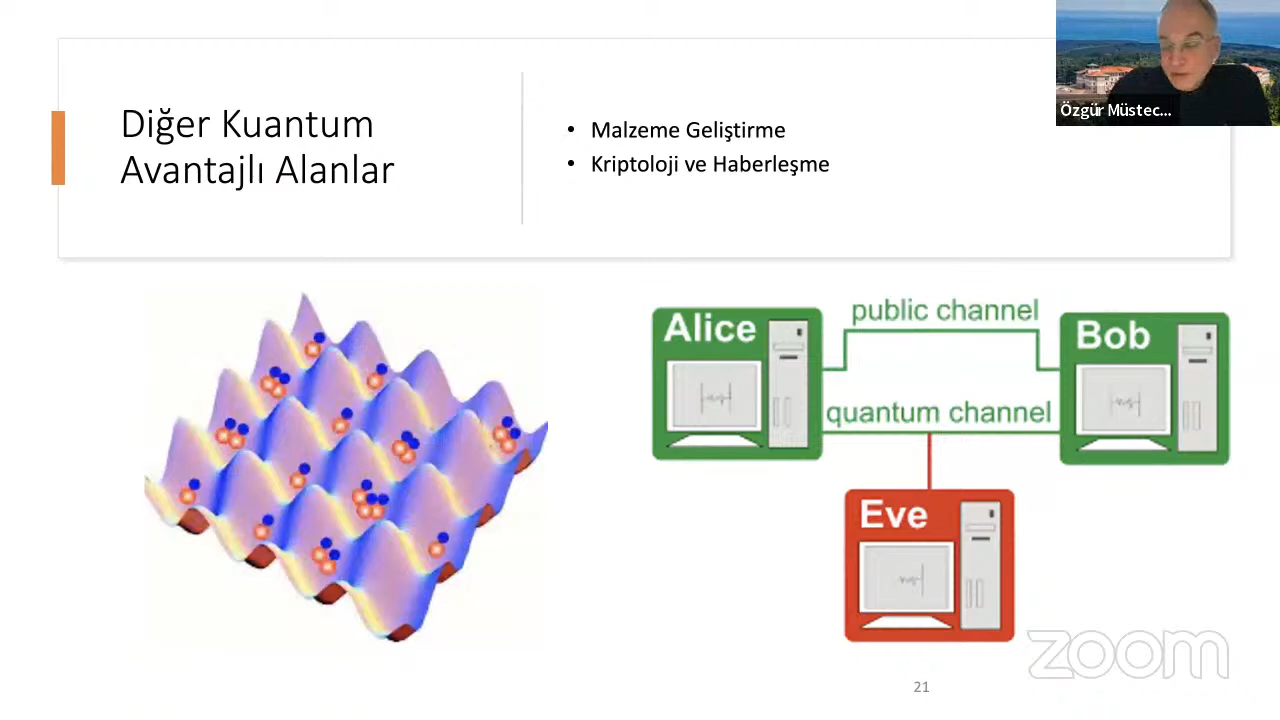 Diğer Kuantum
Avantajlı Alanlar
• Malzeme Geliştirme
• Kriptoloji ve Haberleşme
Özgür Müstec...
Alice
public channel
Bob
quantum channel
Eve
zoom
21